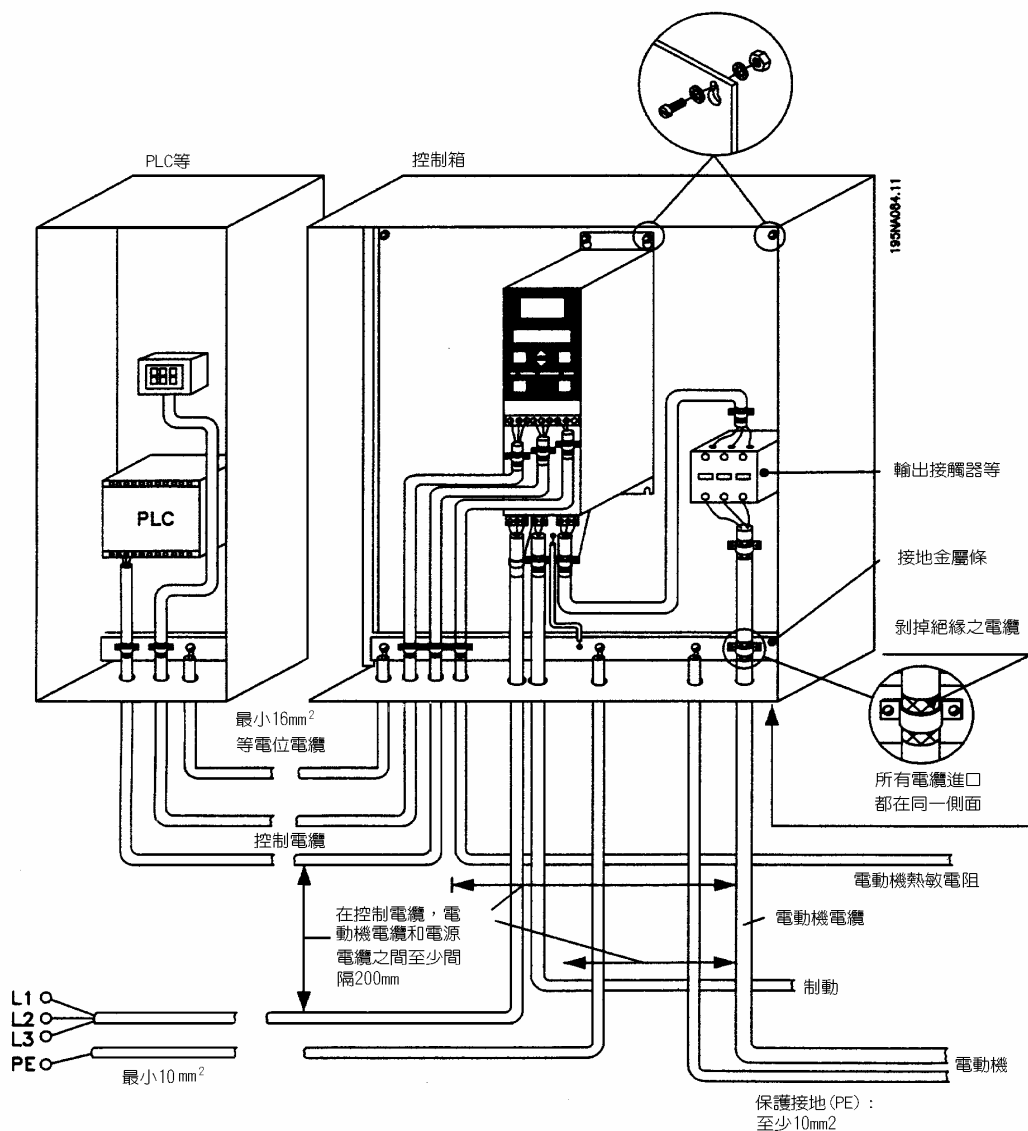 PLC等
控制箱
195NA084.11
PLC
輸出接觸器等
接地金屬條
剝掉絕緣之電纜
最小16mm²
等電位電纜
所有電纜進口
都在同一側面
控制電纜
電動機熱敏電阻
在控制電纜，電
動機電纜和電源
電纜之間至少間
隔200mm
電動機電纜
制動
L1
L2
L3
PE
最小10 mm²
電動機
保護接地(PE)：
至少10mm2